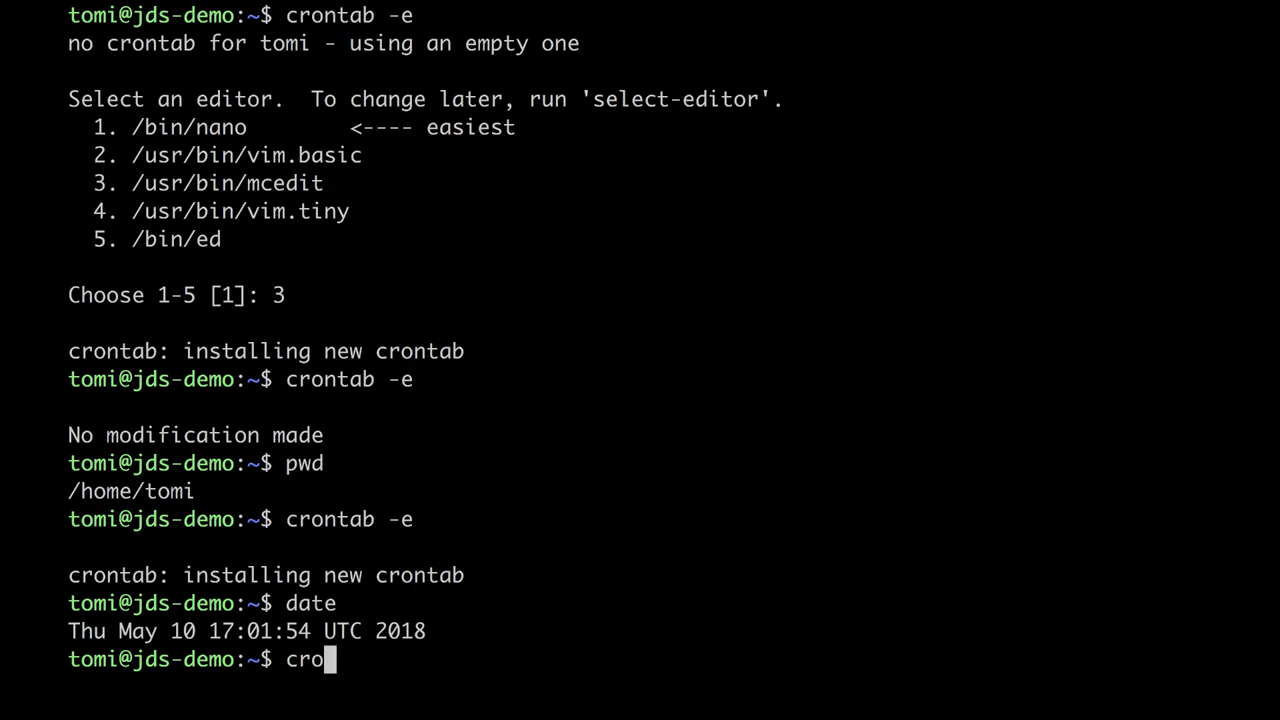 tomi@jds-demo:~$ crontab -e
no crontab for tomi - using an empty one
Select an editor.  To change later, run 'select-editor'.
  1. /bin/nano        <---- easiest
  2. /usr/bin/vim.basic
  3. /usr/bin/mcedit
  4. /usr/bin/vim.tiny
  5. /bin/ed
Choose 1-5 [1]: 3
crontab: installing new crontab
tomi@jds-demo:~$ crontab -e
No modification made
tomi@jds-demo:~$ pwd
/home/tomi
tomi@jds-demo:~$ crontab -e
crontab: installing new crontab
tomi@jds-demo:~$ date
Thu May 10 17:01:54 UTC 2018
tomi@jds-demo:~$ cro